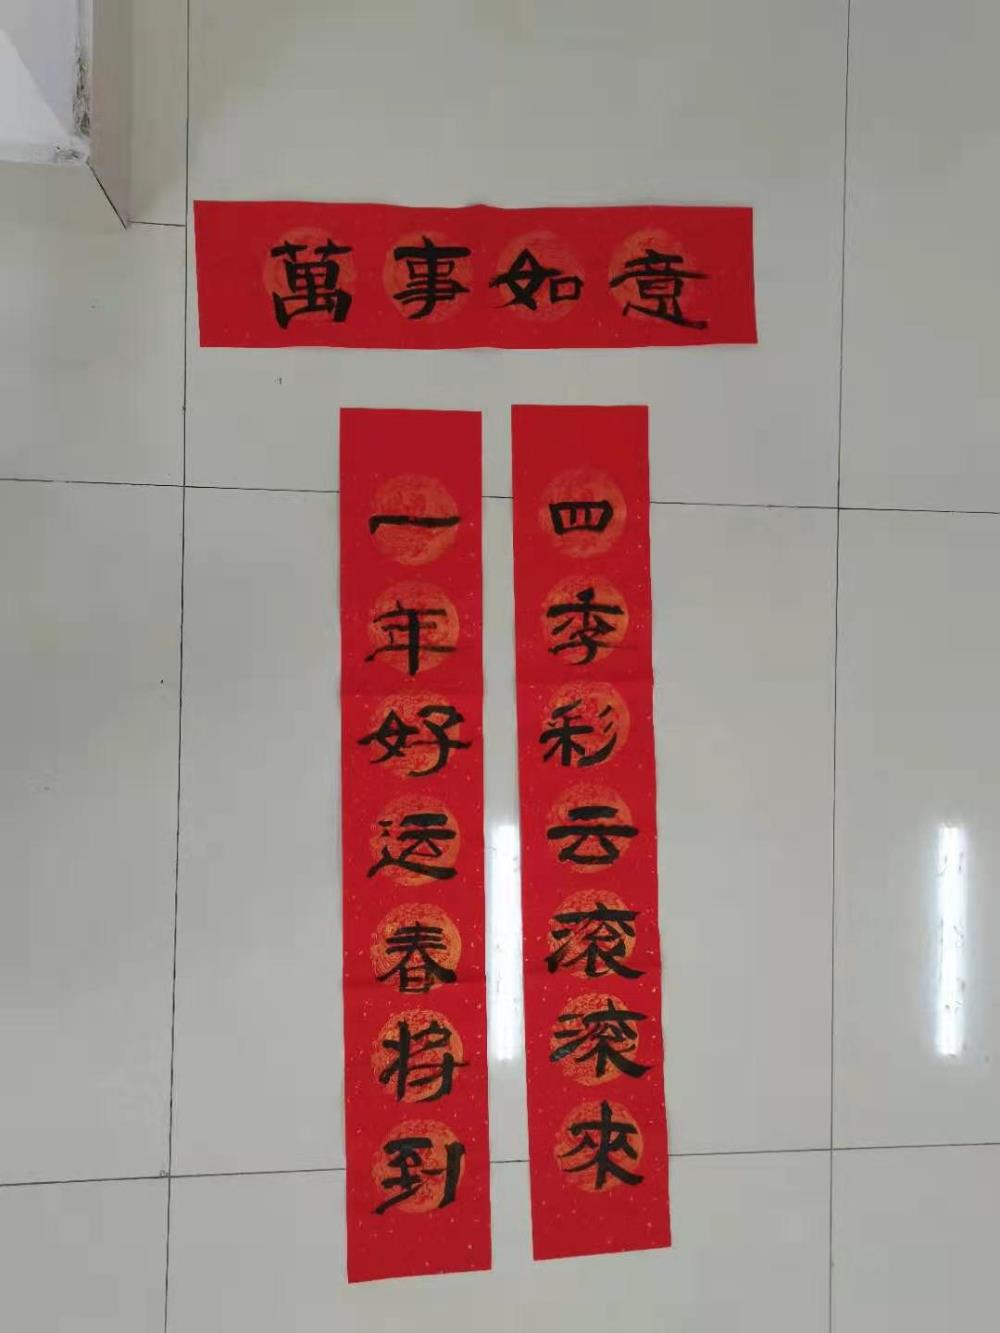 萬事如意
一年好运春将到
四季彩云滚滚來